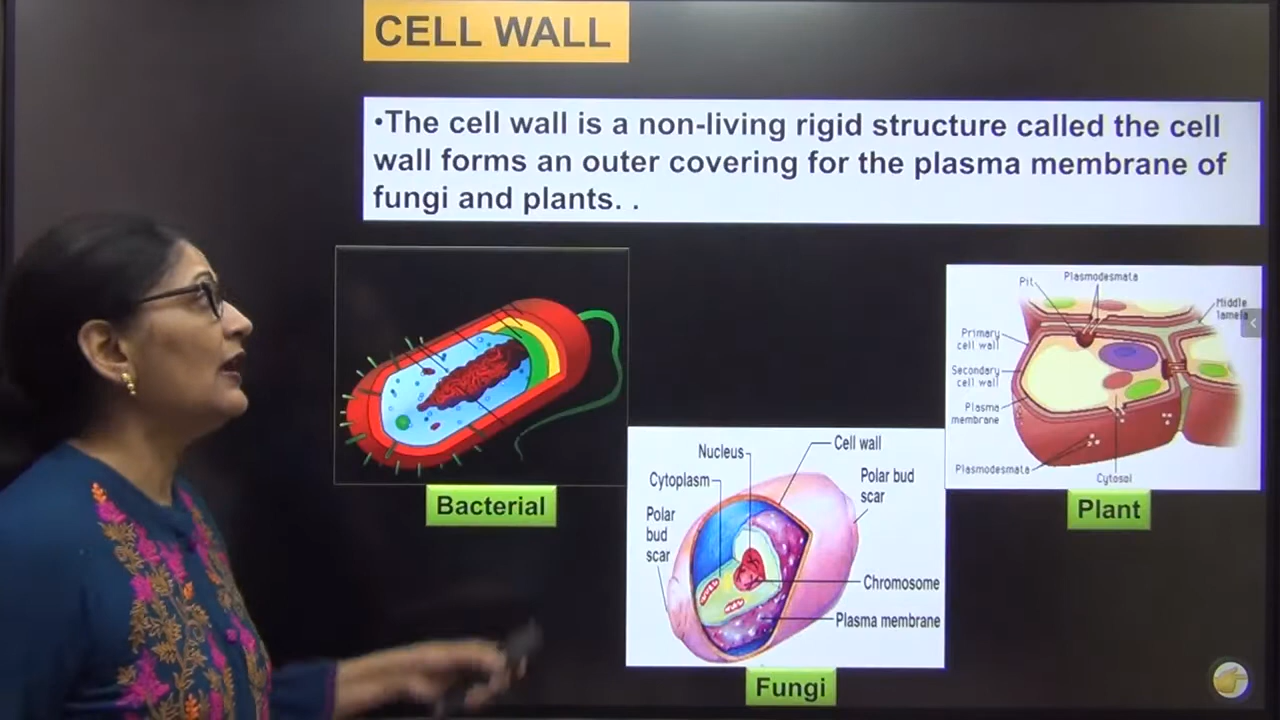 CELL WALL
•The cell wall is a non-living rigid structure called the cell
wall forms an outer covering for the plasma membrane of
fungi and plants. .
Bacterial
Nucleus
Cell wall
Cytoplasm
Polar bud
scar
Polar
bud
scar
Chromosome
Plasma membrane
Fungi
Pit
Plasmodesmata
Middle
lamela
Primary
cell wall
Secondary
cell wall
Plasma
membrane
Plasmodesmata
Cytosol
Plant